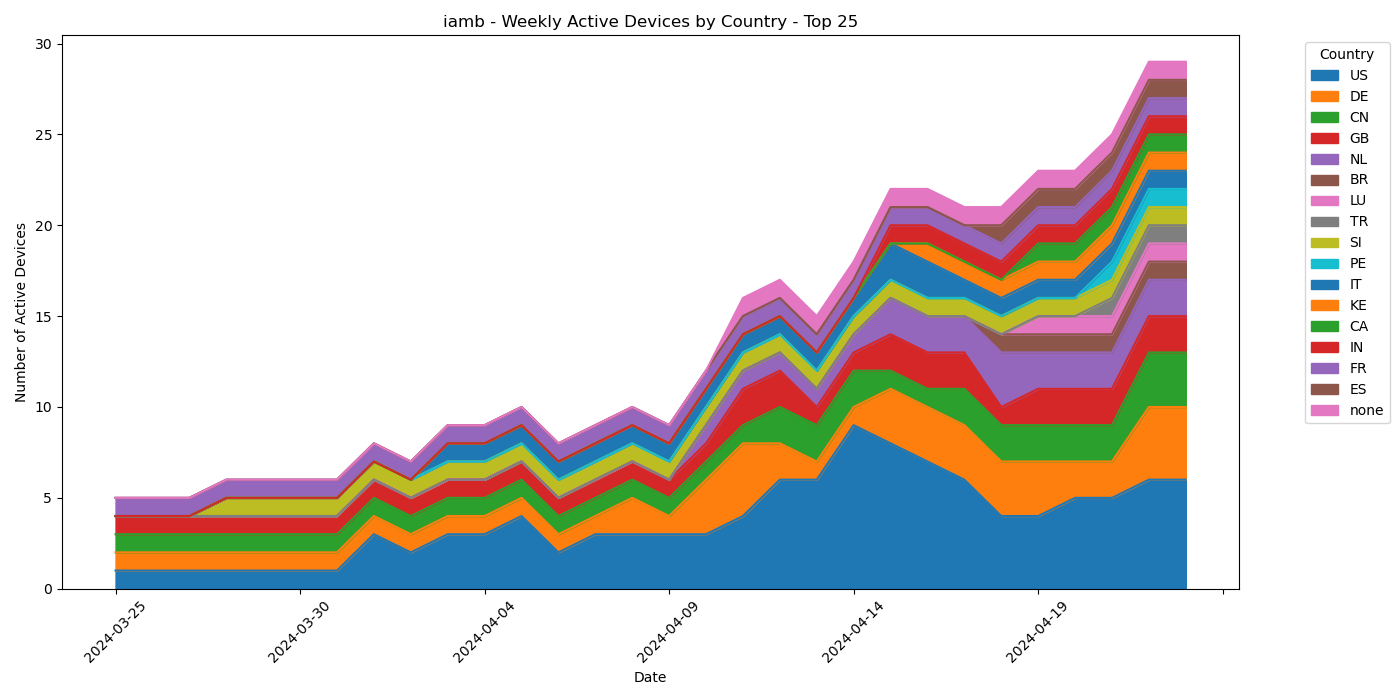 iamb - Weekly Active Devices by Country - Top 25
Number of Active Devices
30
25
20
15
10
5
0
2024-03-25
2024-03-30
2024-04-04
2024-04-09
2024-04-14
2024-04-19
Date
Country
US
DE
CN
GB
NL
BR
LU
TR
SI
PE
IT
KE
CA
IN
FR
ES
none